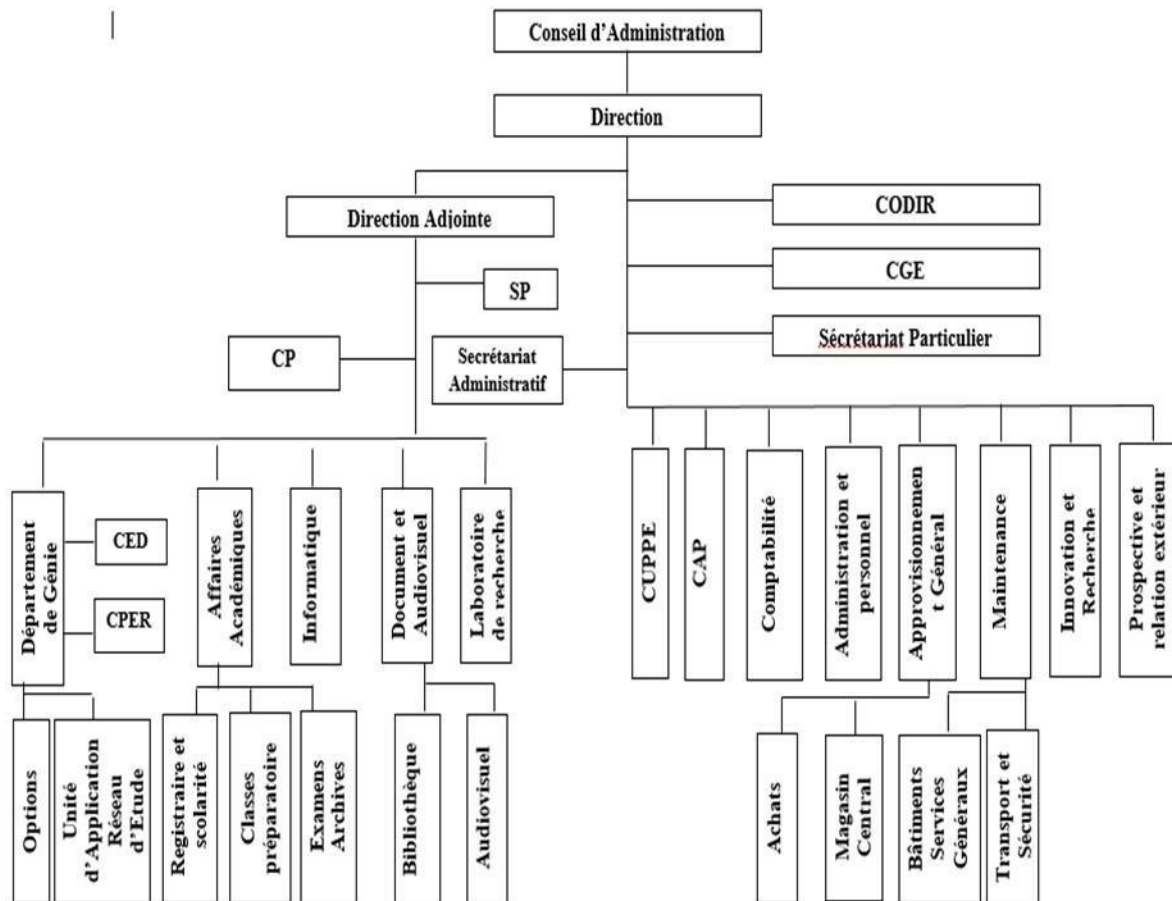 Conseil d'Administration
Direction
Direction Adjointe
CODIR
CGE
SP
Sécrétariat Particulier
CP
Secrétariat
Administratif
Département
de Génie
CED
CPER
Affaires
Académiques
Informatique
Document et
Audiovisuel
Laboratoire
de recherche
CUPPE
CAP
Comptabilité
Administration et
personnel
Approvisionnemen
t Général
Maintenance
Innovation et
Recherche
Prospective et
relation extérieur
Options
Unité
d'Application
Réseau
d'Etude
Registraire et
scolarité
Classes
préparatoire
Examens
Archives
Bibliothèque
Audiovisuel
Achats
Magasin
Central
Bâtiments
Services
Généraux
Transport et
Sécurité